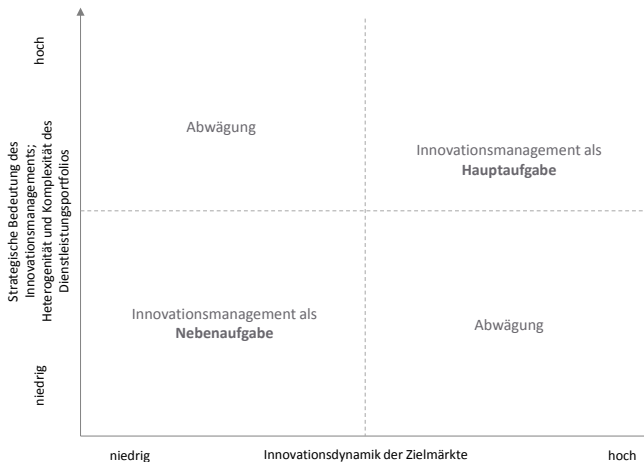 hoch
Strategische Bedeutung des
Innovationsmanagements;
Heterogenität und Komplexität des
Dienstleistungsportfolios
niedrig
Abwägung
Innovationsmanagement als
Hauptaufgabe
Innovationsmanagement als
Nebenaufgabe
Abwägung
niedrig
Innovationsdynamik der Zielmärkte
hoch